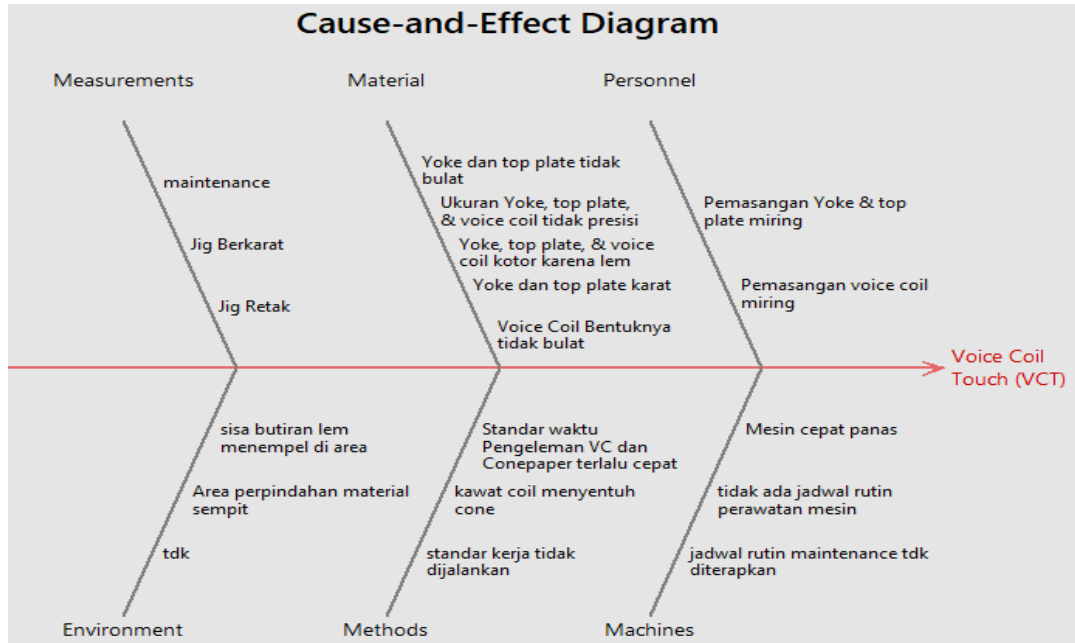 Cause-and-Effect Diagram
Measurements
Material
Personnel
maintenance
Jig Berkarat
Jig Retak
Yoke dan top plate tidak
bulat
Ukuran Yoke, top plate,
& voice coil tidak presisi
Yoke, top plate, & voice
coil kotor karena lem
Yoke dan top plate karat
Voice Coil Bentuknya
tidak bulat
Pemasangan Yoke & top
plate miring
Pemasangan voice coil
miring
Voice Coil
Touch (VCT)
sisa butiran lem
menempel di area
Area perpindahan material
sempit
tdk
Standar waktu
Pengeleman VC dan
Conepaper terlalu cepat
kawat coil menyentuh
cone
standar kerja tidak
dijalankan
Mesin cepat panas
tidak ada jadwal rutin
perawatan mesin
jadwal rutin maintenance tdk
diterapkan
Environment
Methods
Machines